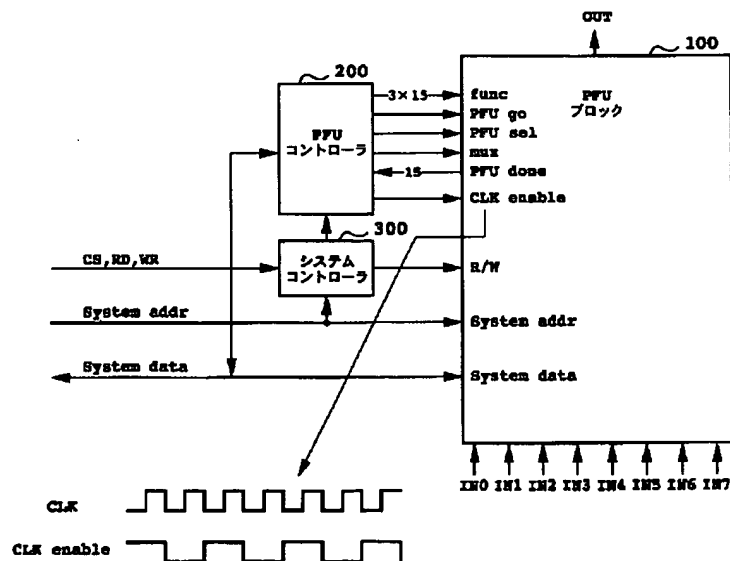 OUT
200
100
PFU
コントローラ
3×15
func
PFU go
PFU sel
mux
15
PFU done
CLK enable
PFU
ブロック
300
システム
コントローラ
CS,RD,WR
R/W
System addr
System addr
System data
System data
IN0 IN1 IN2 IN3 IN4 IN5 IN6 IN7
CLK
CLK enable